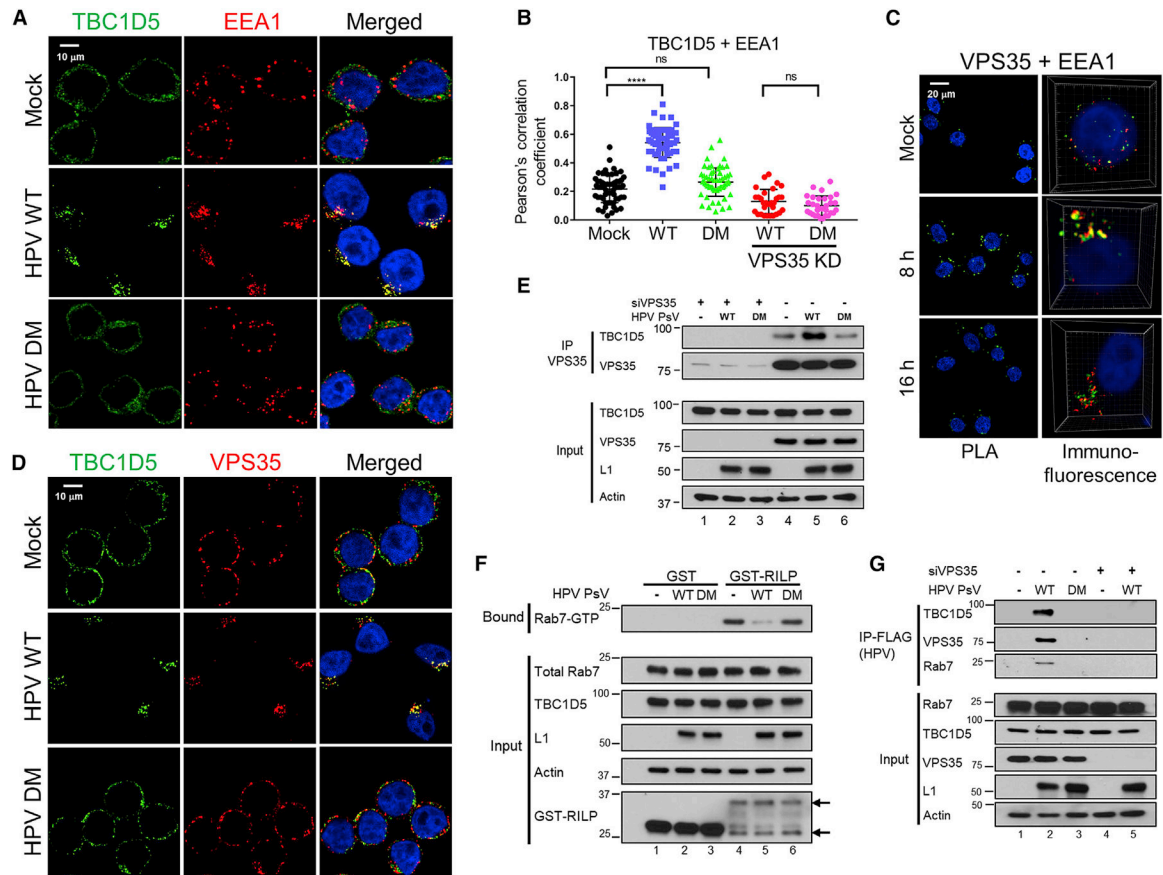 A
TBC1D5 EEA1 Merged
10 μm
Mock
HPV WT
HPV DM
B
TBC1D5 + EEA1
ns
**** ns
Pearson's correlation
coefficient
1.0
0.8
0.6
0.4
0.2
0.0
Mock WT DM WT DM
VPS35 KD
C
VPS35 + EEA1
20 μm
Mock
8 h
16 h
PLA Immuno-
fluorescence
D
TBC1D5 VPS35 Merged
10 μm
Mock
HPV WT
HPV DM
E
siVPS35 + + + - - -
HPV PsV - WT DM - WT DM
IP
VPS35
TBC1D5 100
VPS35 75
Input
TBC1D5 100
VPS35 75
L1 50
Actin 37
1 2 3 4 5 6
F
GST GST-RILP
HPV PsV - WT DM - WT DM
Bound Rab7-GTP 25
Input
Total Rab7 25
TBC1D5 100
L1 50
Actin 37
GST-RILP 37
25
1 2 3 4 5 6
G
siVPS35 - - - + +
HPV PsV - WT DM - WT
IP-FLAG
(HPV)
TBC1D5 100
VPS35 75
Rab7 25
Input
Rab7 25
TBC1D5 100
VPS35 75
L1 50
Actin 50
37
1 2 3 4 5